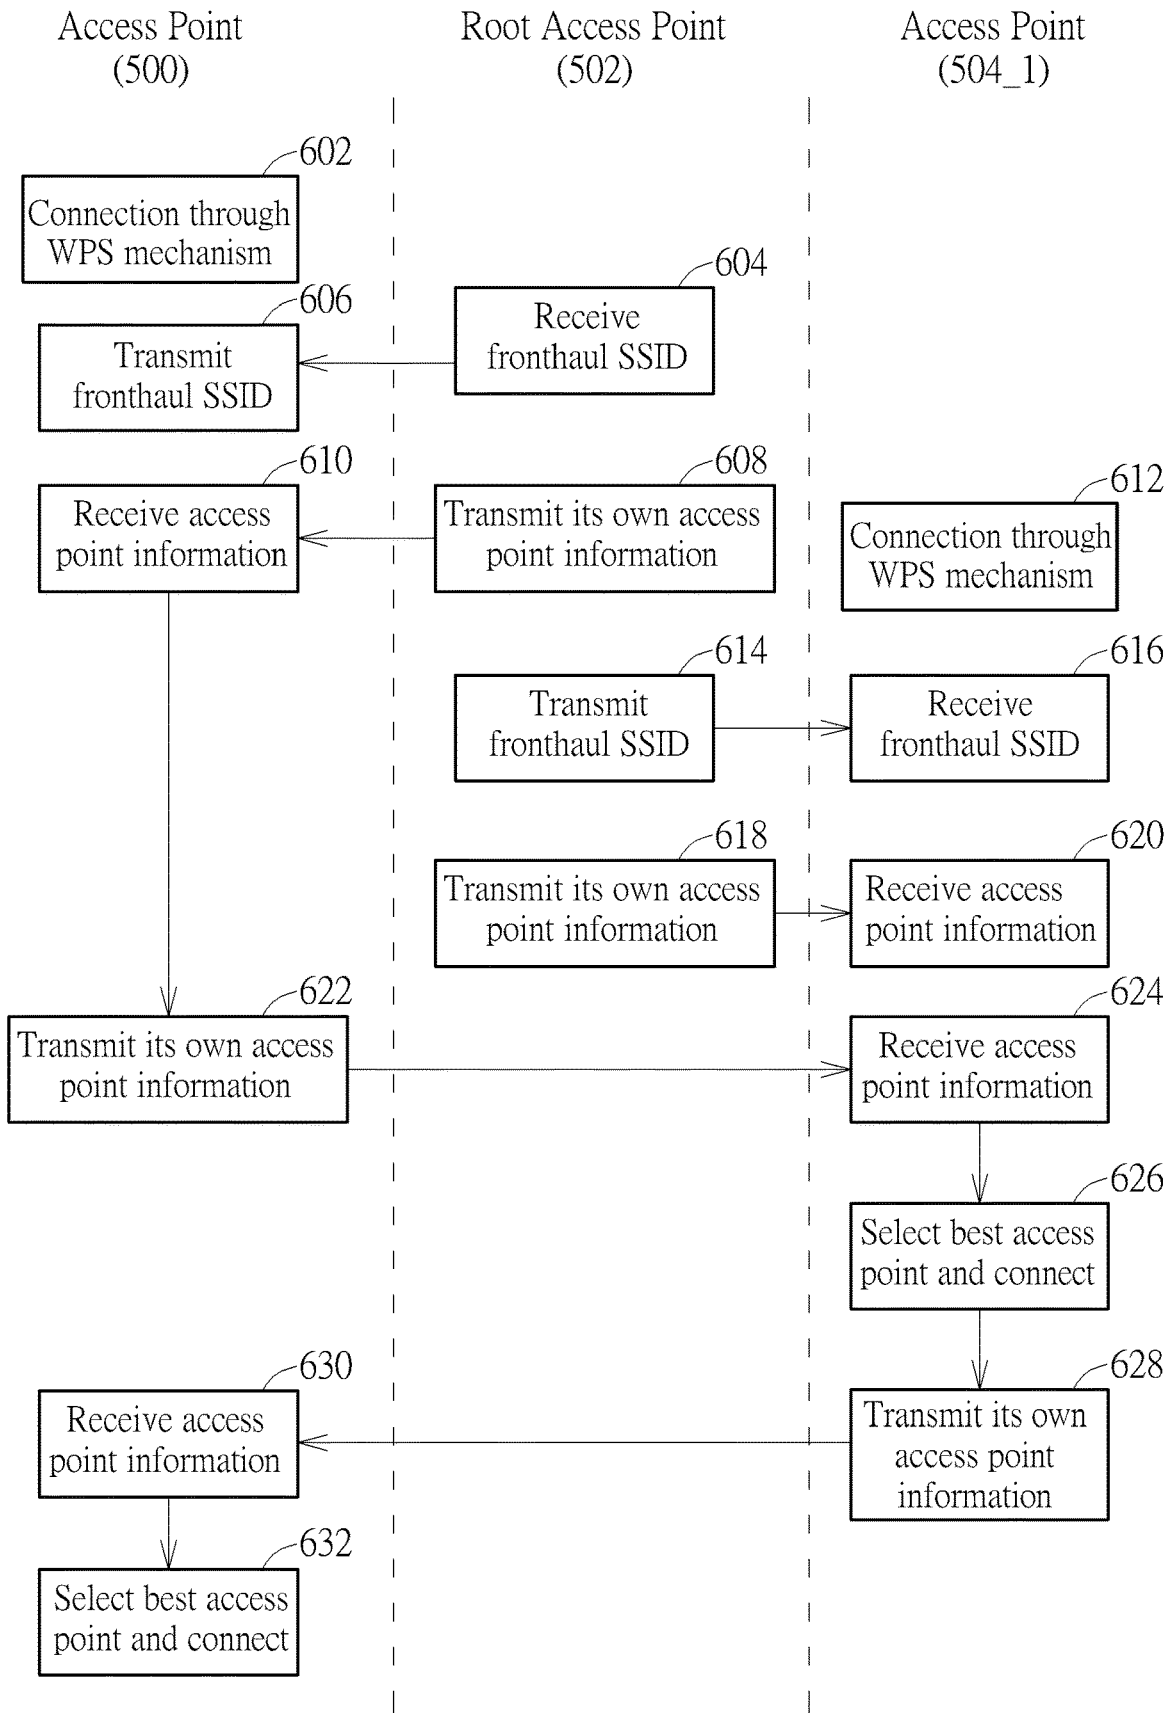 Access Point
(500)
Root Access Point
(502)
Access Point
(504_1)
602
Connection through
WPS mechanism
604
Receive
fronthaul SSID
606
Transmit
fronthaul SSID
610
Receive access
point information
608
Transmit its own access
point information
612
Connection through
WPS mechanism
614
Transmit
fronthaul SSID
616
Receive
fronthaul SSID
618
Transmit its own access
point information
620
Receive access
point information
622
Transmit its own access
point information
624
Receive access
point information
626
Select best access
point and connect
628
Transmit its own
access point
information
630
Receive access
point information
632
Select best access
point and connect